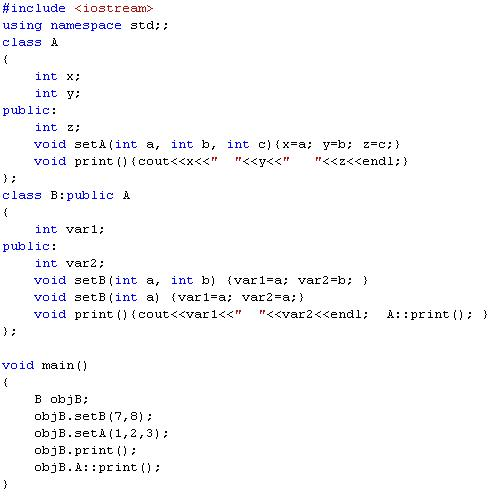 #include <iostream>
using namespace std;;
class A
{
    int x;
    int y;
public:
    int z;
    void setA(int a, int b, int c){x=a; y=b; z=c;}
    void print(){cout<<x<<"  "<<y<<"   "<<z<<endl;}
};
class B:public A
{
    int var1;
public:
    int var2;
    void setB(int a, int b) {var1=a; var2=b; }
    void setB(int a) {var1=a; var2=a;}
    void print(){cout<<var1<<"  "<<var2<<endl;  A::print(); }
};

void main()
{
    B objB;
    objB.setB(7,8);
    objB.setA(1,2,3);
    objB.print();
    objB.A::print();
}